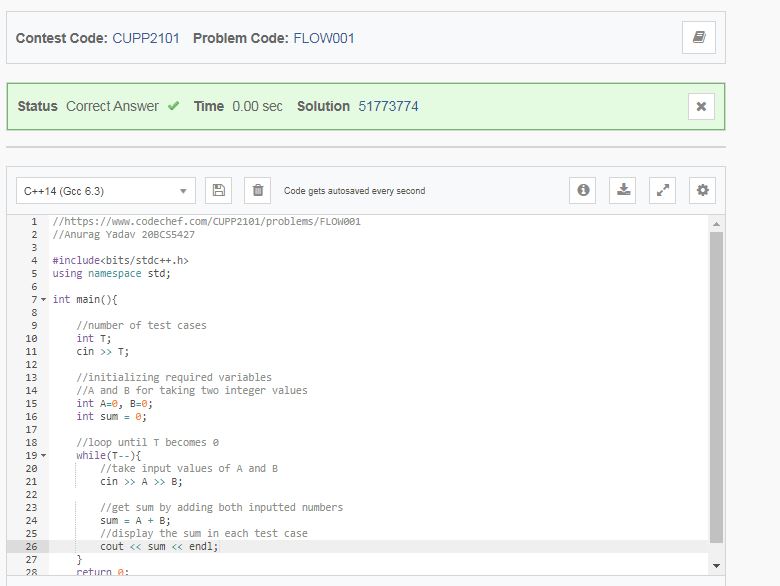 Contest Code: CUPP2101 Problem Code: FLOW001
Status Correct Answer ✔ Time 0.00 sec Solution 51773774
C++14 (Gcc 6.3) Code gets autosaved every second
1 //https://www.codechef.com/CUPP2101/problems/FLOW001
2 //Anurag Yadav 20BCS5427
3
4 #include<bits/stdc++.h>
5 using namespace std;
6
7 int main(){
8
9 //number of test cases
10 int T;
11 cin >> T;
12
13 //initializing required variables
14 //A and B for taking two integer values
15 int A=0, B=0;
16 int sum = 0;
17
18 //loop until T becomes 0
19 while(T--){
20 //take input values of A and B
21 cin >> A >> B;
22
23 //get sum by adding both inputted numbers
24 sum = A + B;
25 //display the sum in each test case
26 cout << sum << endl;
27 }
28 return 0;